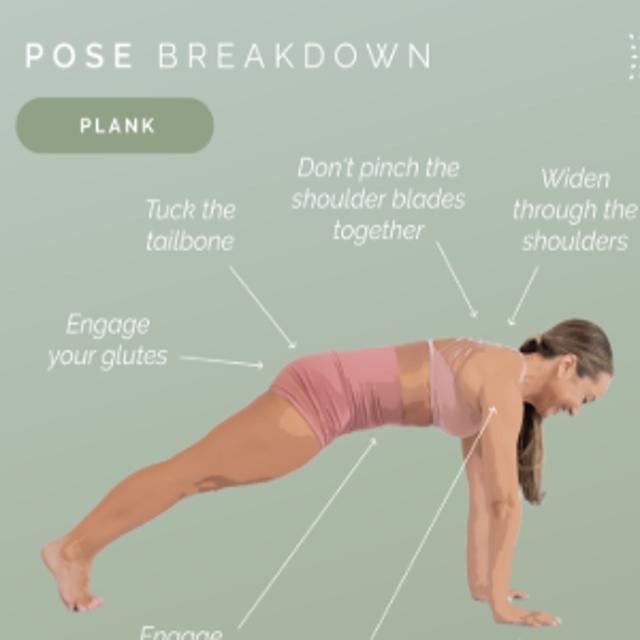 POSE BREAKDOWN
PLANK
Don't pinch the
shoulder blades
together
Widen
through the
shoulders
Tuck the
tailbone
Engage
your glutes
Engage